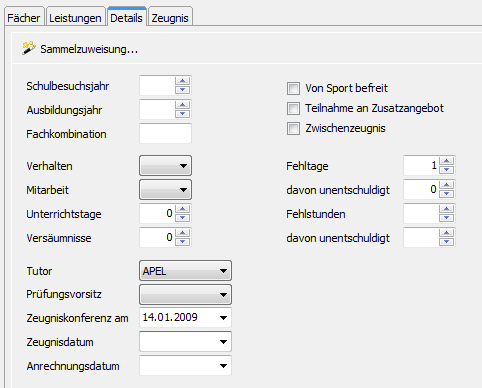 Fächer Leistungen Details Zeugnis
Sammelzuweisung...
Schulbesuchsjahr
Von Sport befreit
Ausbildungsjahr
Teilnahme an Zusatzangebot
Fachkombination
Zwischenzeugnis
Verhalten
Fehltage 1
Mitarbeit
davon unentschuldigt 0
Unterrichtstage 0
Fehlstunden
Versäumnisse 0
davon unentschuldigt
Tutor APEL
Prüfungsvorsitz
Zeugniskonferenz am 14.01.2009
Zeugnisdatum
Anrechnungsdatum